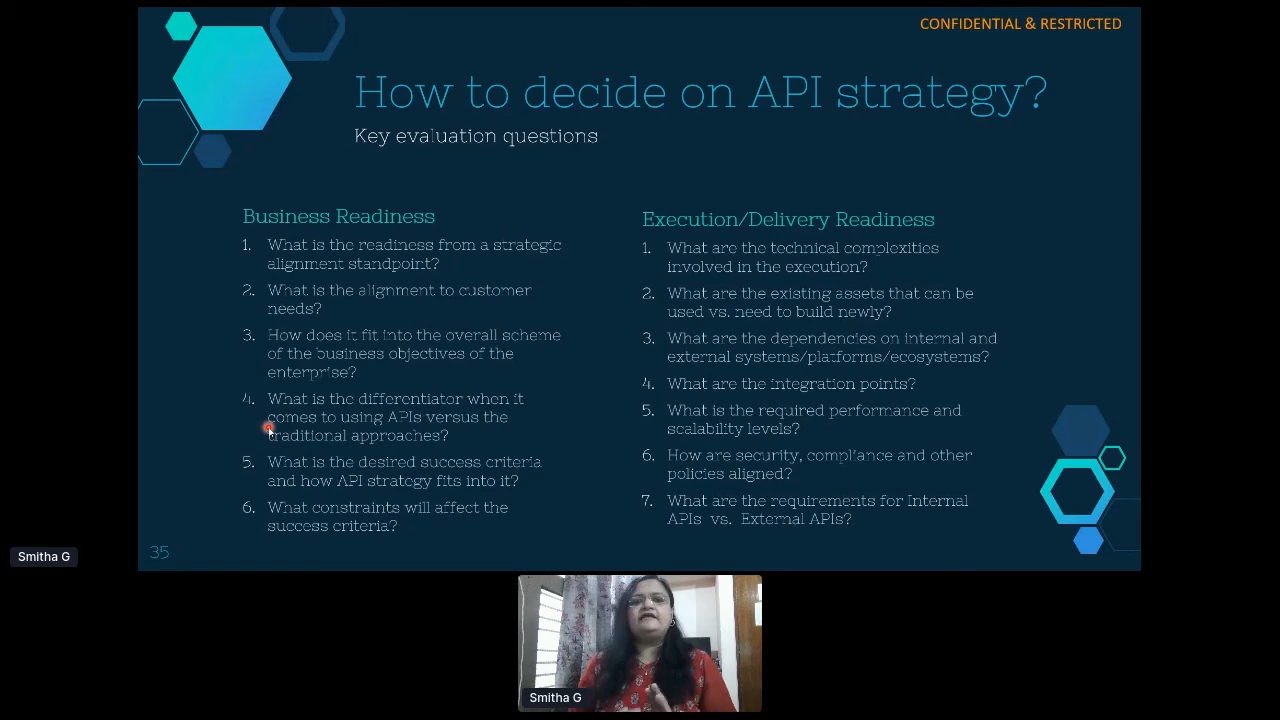 CONFIDENTIAL & RESTRICTED
How to decide on API strategy?
Key evaluation questions
Business Readiness
1. What is the readiness from a strategic
alignment standpoint?
2. What is the alignment to customer
needs?
3. How does it fit into the overall scheme
of the business objectives of the
enterprise?
4. What is the differentiator when it
comes to using APIs versus the
traditional approaches?
5. What is the desired success criteria
and how API strategy fits into it?
6. What constraints will affect the
success criteria?
Execution/Delivery Readiness
1. What are the technical complexities
involved in the execution?
2. What are the existing assets that can be
used vs. need to build newly?
3. What are the dependencies on internal and
external systems/platforms/ecosystems?
4. What are the integration points?
5. What is the required performance and
scalability levels?
6. How are security, compliance and other
policies aligned?
7. What are the requirements for Internal
APIs vs. External APIs?
35
Smitha G
Smitha G